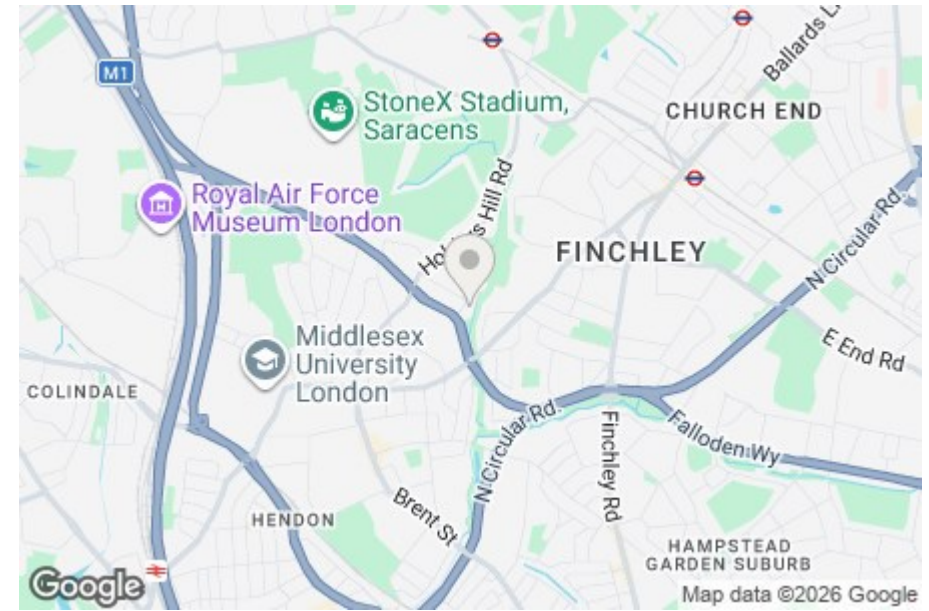 M1
StoneX Stadium,
Saracens
Ballards
CHURCH END
Royal Air Force
Museum London
Hill Rd
FINCHLEY
N Circular Rd
Middlesex
University
London
COLINDALE
E End Rd
N Circular Rd
Falloden Wy
Finchley Rd
Brent St
HENDON
HAMPSTEAD
GARDEN SUBURB
Google
Map data ©2026 Google